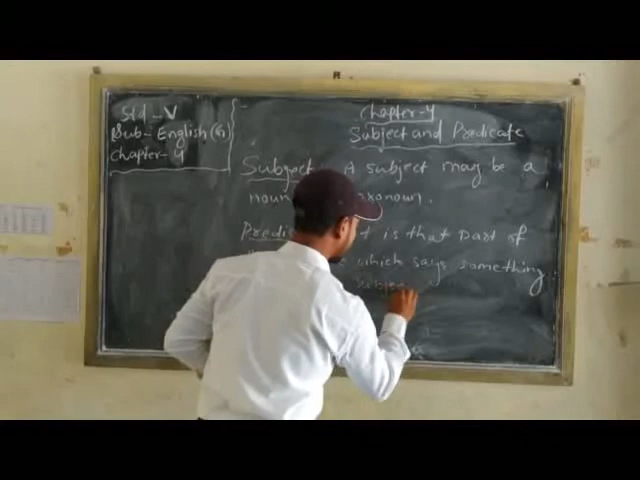 Std - V
Sub- English (G)
Chapter - 4
Chapter-4
Subject and Predicate
Subject A subject may be a
noun pronoun.
it is that part of
which says something